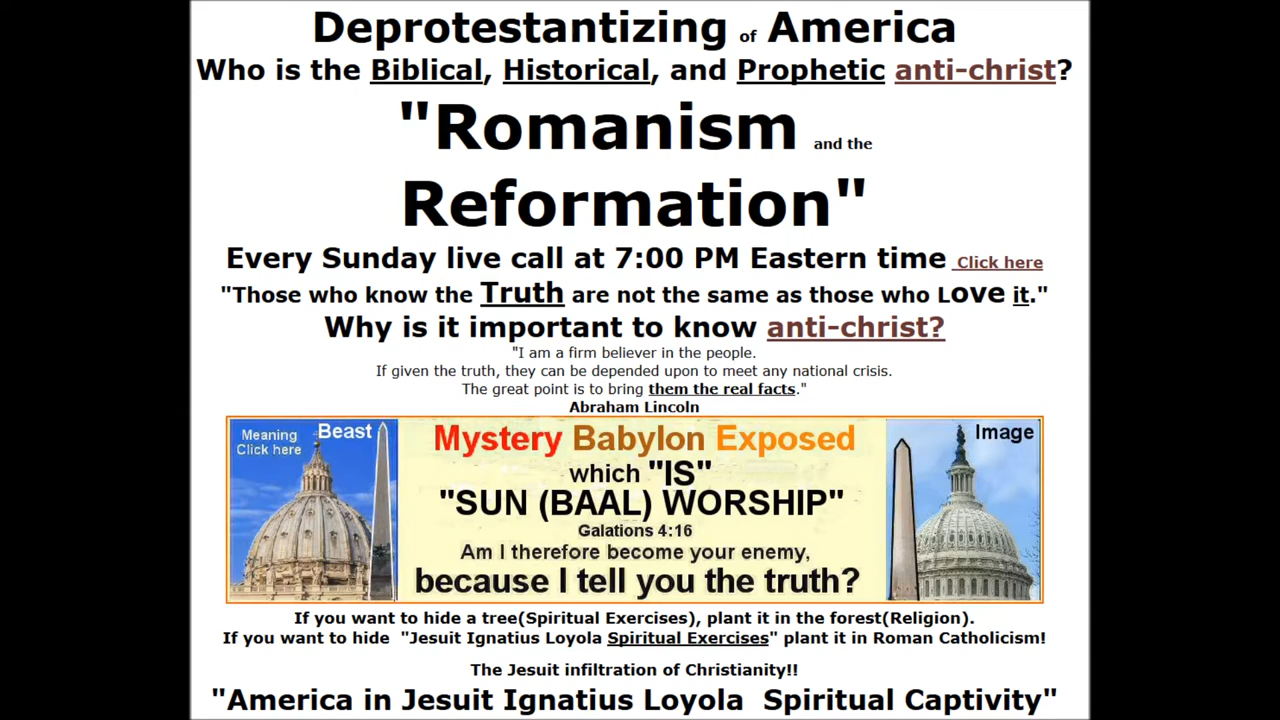 Deprotestantizing of America
Who is the Biblical, Historical, and Prophetic anti-christ?
"Romanism and the
Reformation"
Every Sunday live call at 7:00 PM Eastern time Click here
"Those who know the Truth are not the same as those who Love it."
Why is it important to know anti-christ?
"I am a firm believer in the people.
If given the truth, they can be depended upon to meet any national crisis.
The great point is to bring them the real facts."
Abraham Lincoln
Meaning
Click here
Beast
Mystery Babylon Exposed
which "IS"
"SUN (BAAL) WORSHIP"
Galations 4:16
Am I therefore become your enemy,
because I tell you the truth?
Image
If you want to hide a tree(Spiritual Exercises), plant it in the forest(Religion).
If you want to hide "Jesuit Ignatius Loyola Spiritual Exercises" plant it in Roman Catholicism!
The Jesuit infiltration of Christianity!!
"America in Jesuit Ignatius Loyola Spiritual Captivity"